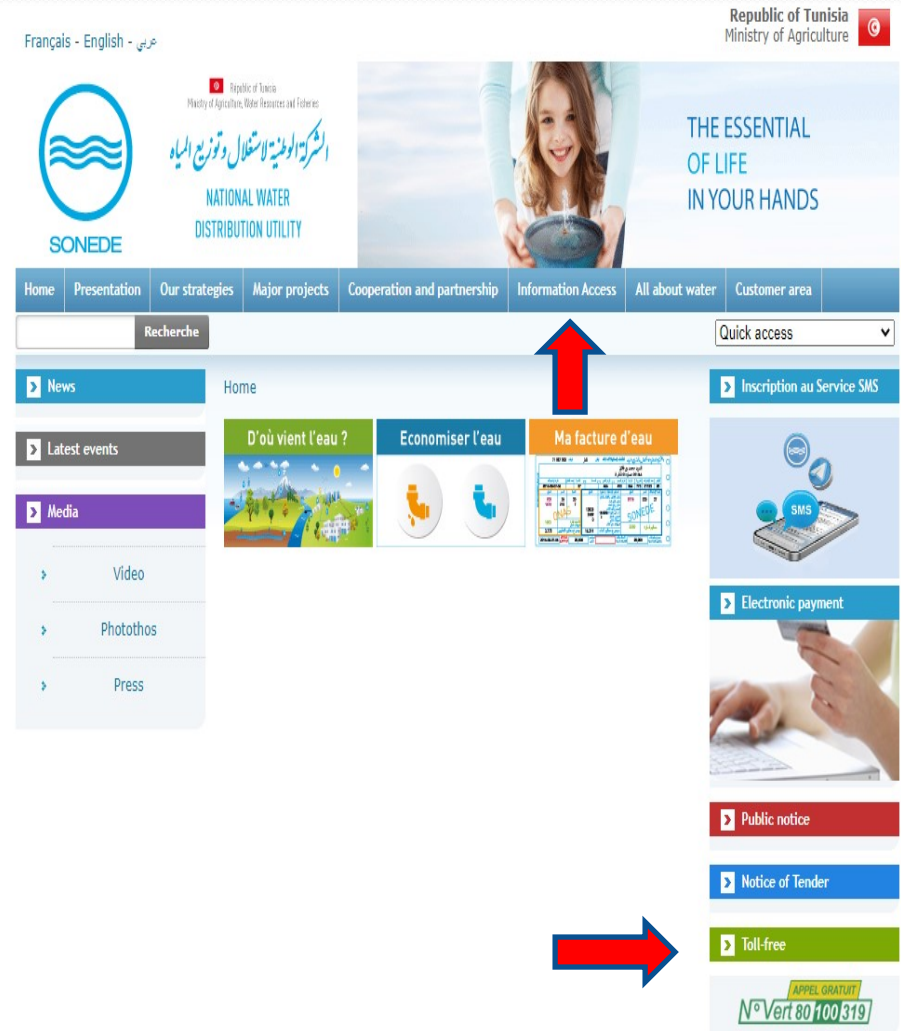 Republic of Tunisia
Ministry of Agriculture
Français - English - عربي
Republic of Tunisia
Ministry of Agriculture, Water Resources and Fisheries
الشركة الوطنية لاستغلال وتوزيع المياه
NATIONAL WATER
DISTRIBUTION UTILITY
SONEDE
THE ESSENTIAL
OF LIFE
IN YOUR HANDS
Home Presentation Our strategies Major projects Cooperation and partnership Information Access All about water Customer area
Recherche
Quick access
News
Home
Inscription au Service SMS
D'où vient l'eau ?
Economiser l'eau
Ma facture d'eau
ONAS
SONEDE
Latest events
Media
Video
Photothos
Press
SMS
Electronic payment
Public notice
Notice of Tender
Toll-free
APPEL GRATUIT
N° Vert 80 100 319